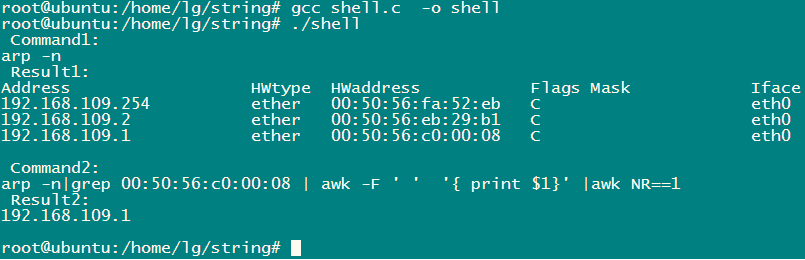 root@ubuntu:/home/lg/string# gcc shell.c  -o shell
root@ubuntu:/home/lg/string# ./shell
 Command1:
arp -n
 Result1:
Address                  HWtype  HWaddress           Flags Mask            Iface
192.168.109.254          ether   00:50:56:fa:52:eb   C                     eth0
192.168.109.2            ether   00:50:56:eb:29:b1   C                     eth0
192.168.109.1            ether   00:50:56:c0:00:08   C                     eth0
 Command2:
arp -n|grep 00:50:56:c0:00:08 | awk -F ' '  '{ print $1}' |awk NR==1
 Result2:
192.168.109.1
root@ubuntu:/home/lg/string#